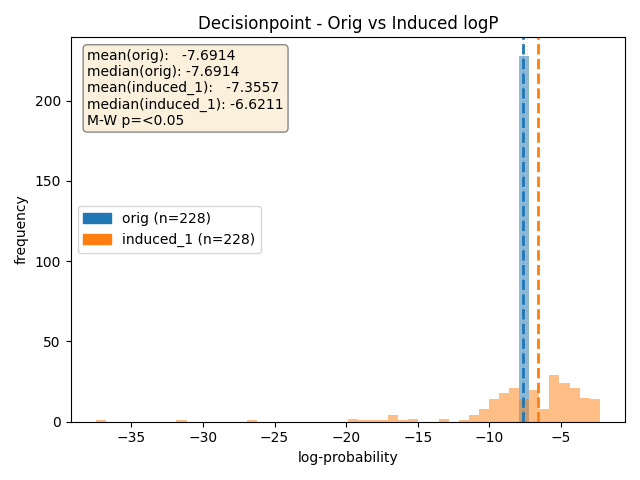 Decisionpoint - Orig vs Induced logP
mean(orig): -7.6914
median(orig): -7.6914
mean(induced_1): -7.3557
median(induced_1): -6.6211
M-W p=<0.05
orig (n=228)
induced_1 (n=228)
frequency
200
150
100
50
0
−35
−30
−25
−20
−15
−10
−5
log-probability